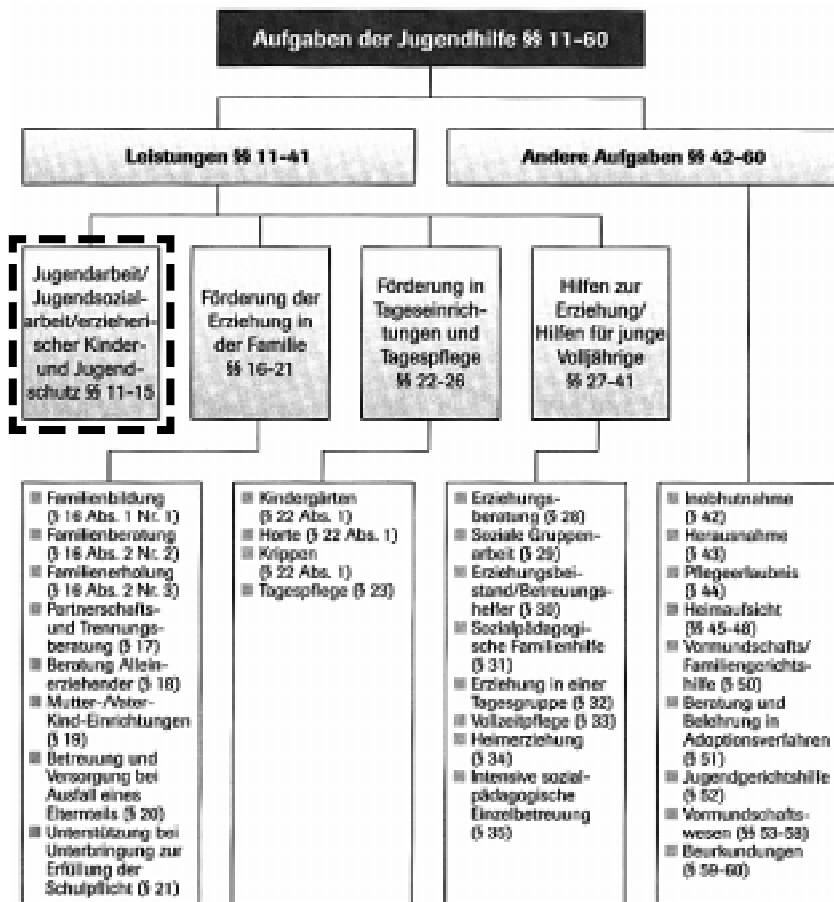 Aufgaben der Jugendhilfe §§ 11-60
Leistungen §§ 11-41
Andere Aufgaben §§ 42-60
Jugendarbeit/
Jugendsozial-
arbeit/erzieheri-
scher Kinder-
und Jugend-
schutz §§ 11-15
Förderung der
Erziehung in
der Familie
§§ 16-21
Förderung in
Tageseinrich-
tungen und
Tagespflege
§§ 22-26
Hilfen zur
Erziehung/
Hilfen für junge
Volljährige
§§ 27-41
Familienbildung
(§ 16 Abs. 1 Nr. 1)
Familienberatung
(§ 16 Abs. 2 Nr. 2)
Familienerholung
(§ 16 Abs. 2 Nr. 3)
Partnerschafts-
und Trennungs-
beratung (§ 17)
Beratung Allein-
erziehender (§ 18)
Mutter-/Vater-
Kind-Einrichtungen
(§ 19)
Betreuung und
Versorgung bei
Ausfall eines
Elternteils (§ 20)
Unterstützung bei
Unterbringung zur
Erfüllung der
Schulpflicht (§ 21)
Kindergärten
(§ 22 Abs. 1)
Horte (§ 22 Abs. 1)
Krippen
(§ 22 Abs. 1)
Tagespflege (§ 23)
Erziehungs-
beratung (§ 28)
Soziale Gruppen-
arbeit (§ 29)
Erziehungsbei-
stand/Betreuungs-
helfer (§ 30)
Sozialpädagogi-
sche Familienhilfe
(§ 31)
Erziehung in einer
Tagesgruppe (§ 32)
Vollzeitpflege (§ 33)
Heimerziehung
(§ 34)
Intensive sozial-
pädagogische
Einzelbetreuung
(§ 35)
Inobhutnahme
(§ 42)
Herausnahme
(§ 43)
Pflegeerlaubnis
(§ 44)
Heimaufsicht
(§§ 45-48)
Vormundschafts/
Familiengerichts-
hilfe (§ 50)
Beratung und
Belehrung in
Adoptionsverfahren
(§ 51)
Jugendgerichtshilfe
(§ 52)
Vormundschafts-
wesen (§§ 53-58)
Beurkundungen
(§ 59-60)